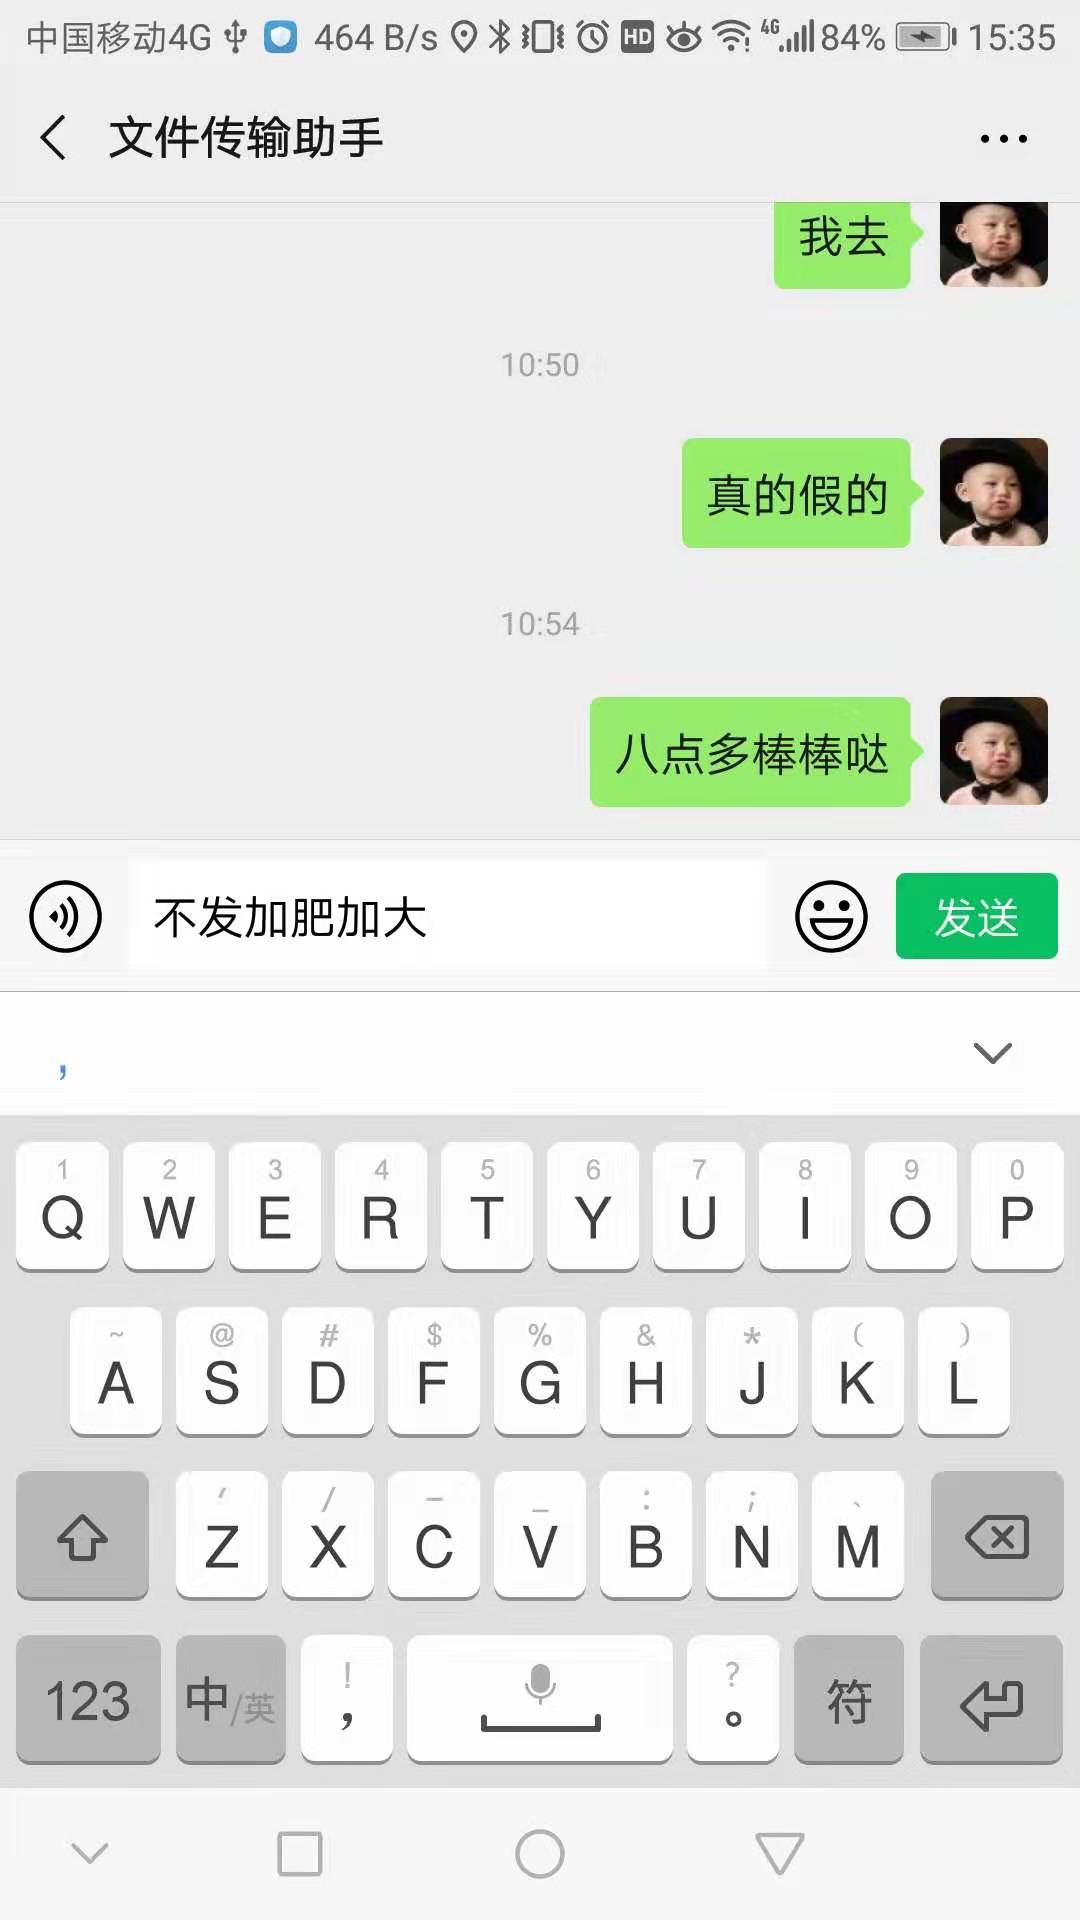 中国移动4G 464 B/s HD 4G 84% 15:35
文件传输助手
我去
10:50
真的假的
10:54
八点多棒棒哒
不发加肥加大
发送
，
1 2 3 4 5 6 7 8 9 0
Q W E R T Y U I O P
~ @ # $ % & * ( )
A S D F G H J K L
' / - _ : ; 、
Z X C V B N M
! ?
123 中/英 ， 。 符